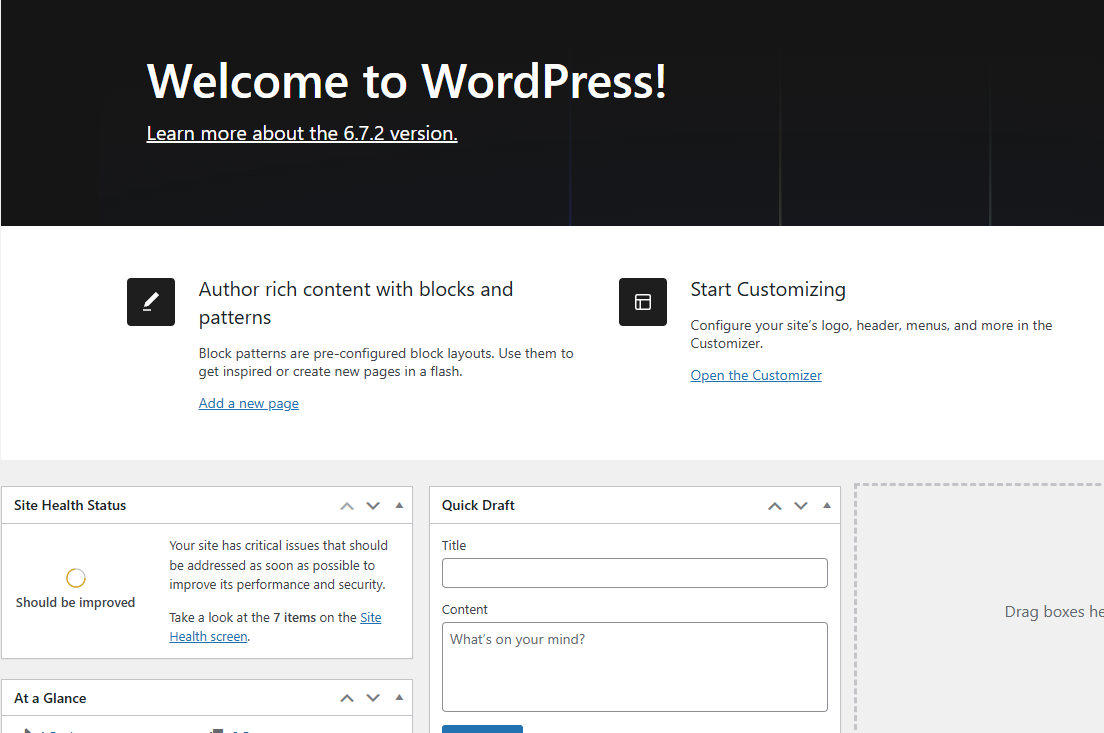 Welcome to WordPress!
Learn more about the 6.7.2 version.
Author rich content with blocks and
patterns
Block patterns are pre-configured block layouts. Use them to
get inspired or create new pages in a flash.
Add a new page
Start Customizing
Configure your site’s logo, header, menus, and more in the
Customizer.
Open the Customizer
Site Health Status
Should be improved
Your site has critical issues that should
be addressed as soon as possible to
improve its performance and security.
Take a look at the 7 items on the Site
Health screen.
At a Glance
Quick Draft
Title
Content
What’s on your mind?
Drag boxes